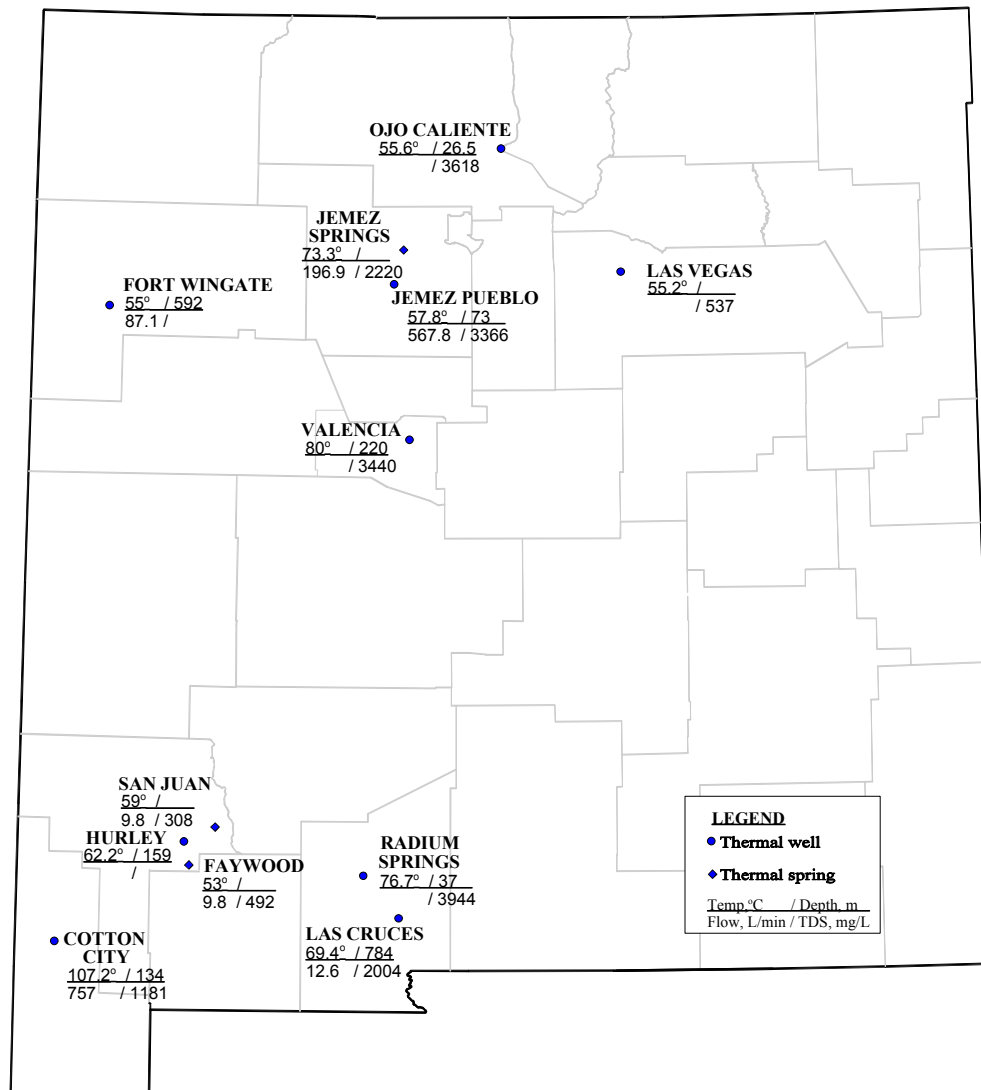 OJO CALIENTE
55.6° / 26.5
/ 3618
JEMEZ
SPRINGS
73.3° /
196.9 / 2220
JEMEZ PUEBLO
57.8° / 73
567.8 / 3366
LAS VEGAS
55.2° /
/ 537
FORT WINGATE
55° / 592
87.1 /
VALENCIA
80° / 220
/ 3440
SAN JUAN
59° /
9.8 / 308
HURLEY
62.2° / 159
/
FAYWOOD
53° /
9.8 / 492
RADIUM
SPRINGS
76.7° / 37
/ 3944
LAS CRUCES
69.4° / 784
12.6 / 2004
COTTON
CITY
107.2° / 134
757 / 1181
LEGEND
Thermal well
Thermal spring
Temp,°C / Depth, m
Flow, L/min / TDS, mg/L